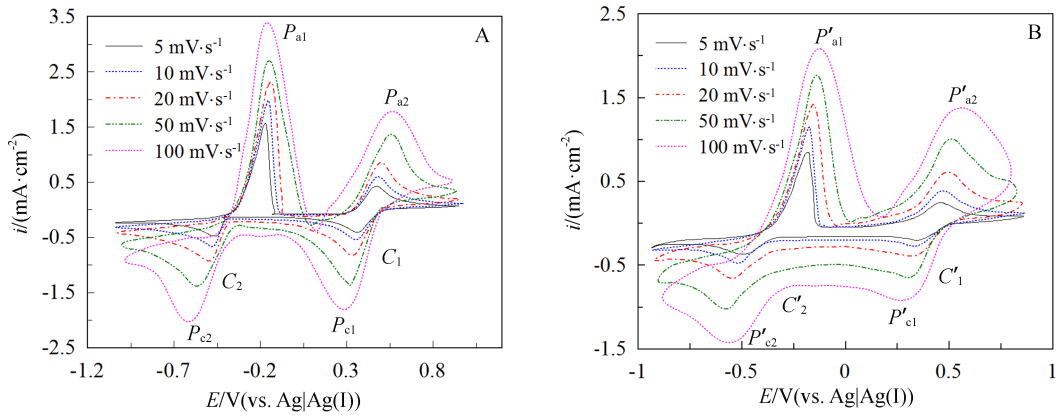 3.5
2.5
1.5
0.5
-0.5
-1.5
-2.5
-1.2
-0.7
-0.2
0.3
0.8
i/(mA·cm⁻²)
E/V(vs. Ag|Ag(I))
A
5 mV·s⁻¹
10 mV·s⁻¹
20 mV·s⁻¹
50 mV·s⁻¹
100 mV·s⁻¹
Pa1
Pa2
C1
C2
Pc1
Pc2
2.5
1.5
0.5
-0.5
-1.5
-1
-0.5
0
0.5
1
i/(mA·cm⁻²)
E/V(vs. Ag|Ag(I))
B
5 mV·s⁻¹
10 mV·s⁻¹
20 mV·s⁻¹
50 mV·s⁻¹
100 mV·s⁻¹
P′a1
P′a2
C′1
C′2
P′c1
P′c2